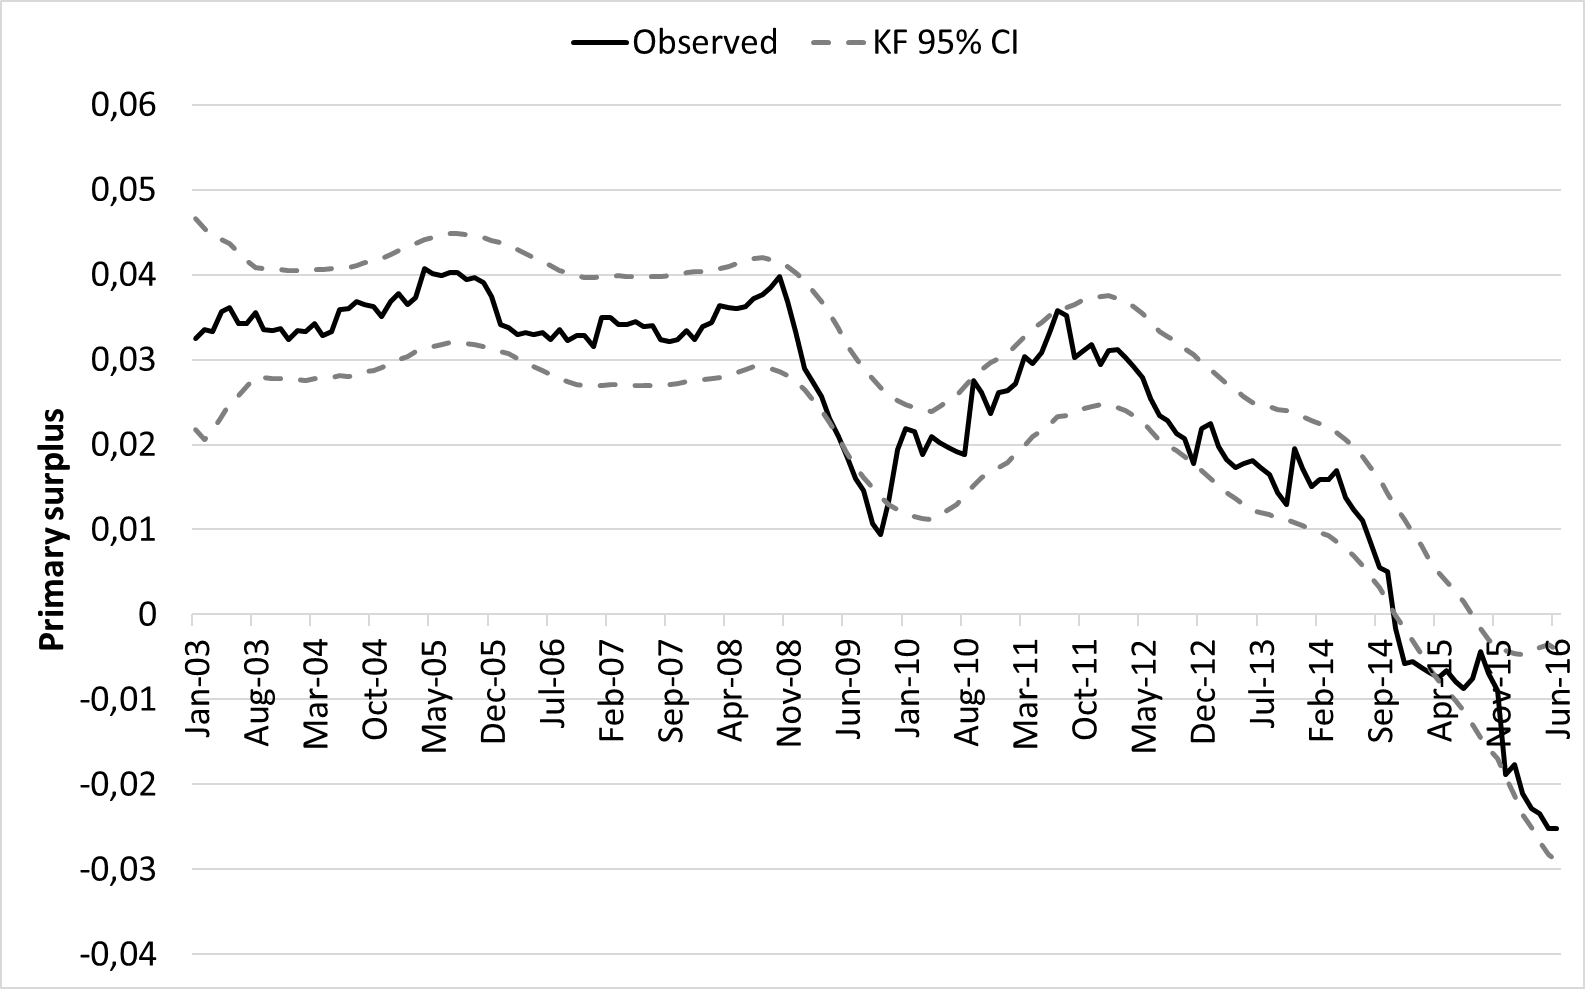 Observed KF 95% CI
0,06
0,05
0,04
0,03
0,02
0,01
0
-0,01
-0,02
-0,03
-0,04
Primary surplus
Jan-03
Aug-03
Mar-04
Oct-04
May-05
Dec-05
Jul-06
Feb-07
Sep-07
Apr-08
Nov-08
Jun-09
Jan-10
Aug-10
Mar-11
Oct-11
May-12
Dec-12
Jul-13
Feb-14
Sep-14
Apr-15
Nov-15
Jun-16